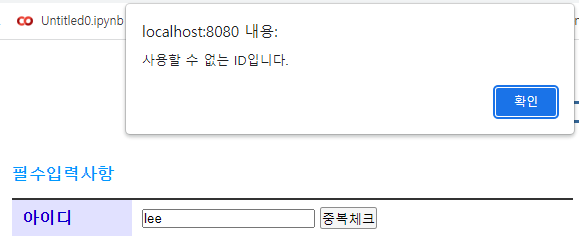 Untitled0.ipynb
localhost:8080 내용:
사용할 수 없는 ID입니다.
확인
필수입력사항
아이디 lee 중복체크